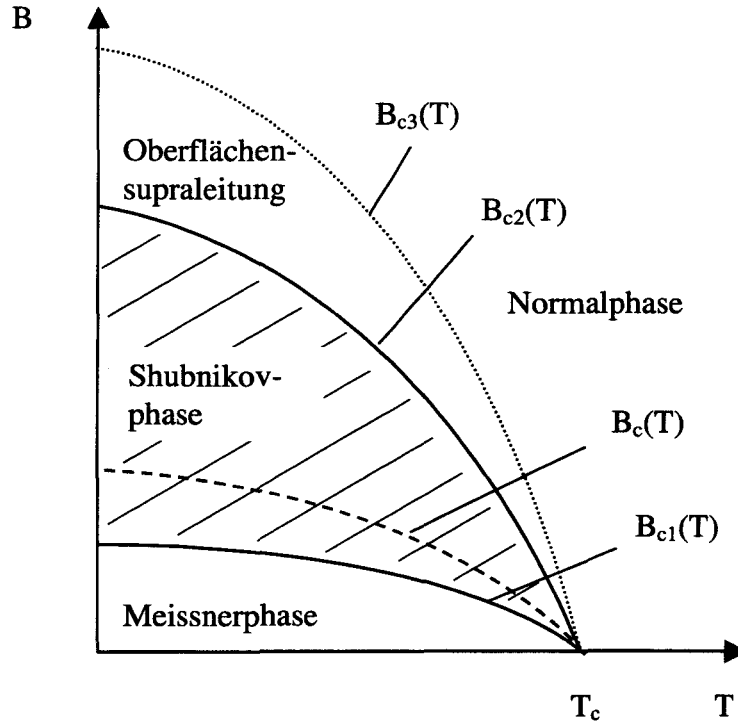 B
B_c3(T)
Oberflächen-
supraleitung
B_c2(T)
Normalphase
Shubnikov-
phase
B_c(T)
B_c1(T)
Meissnerphase
T_c
T